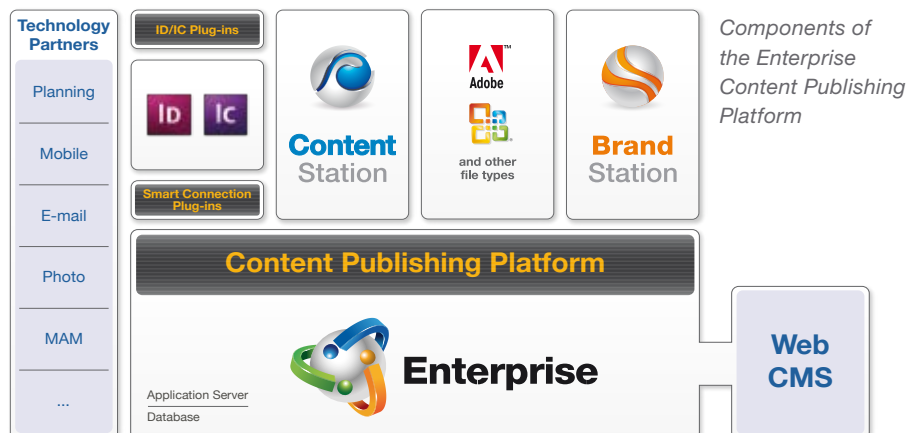 Technology
Partners
Planning
Mobile
E-mail
Photo
MAM
...
ID/IC Plug-ins
ID
IC
Smart Connection
Plug-ins
Content
Station
Adobe™
and other
file types
Brand
Station
Components of
the Enterprise
Content Publishing
Platform
Content Publishing Platform
Enterprise
Application Server
Database
Web
CMS